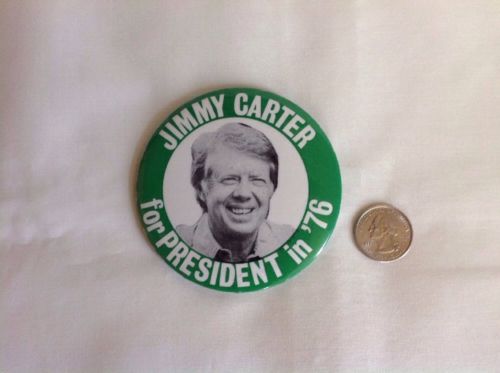 JIMMY CARTER
for PRESIDENT in '76